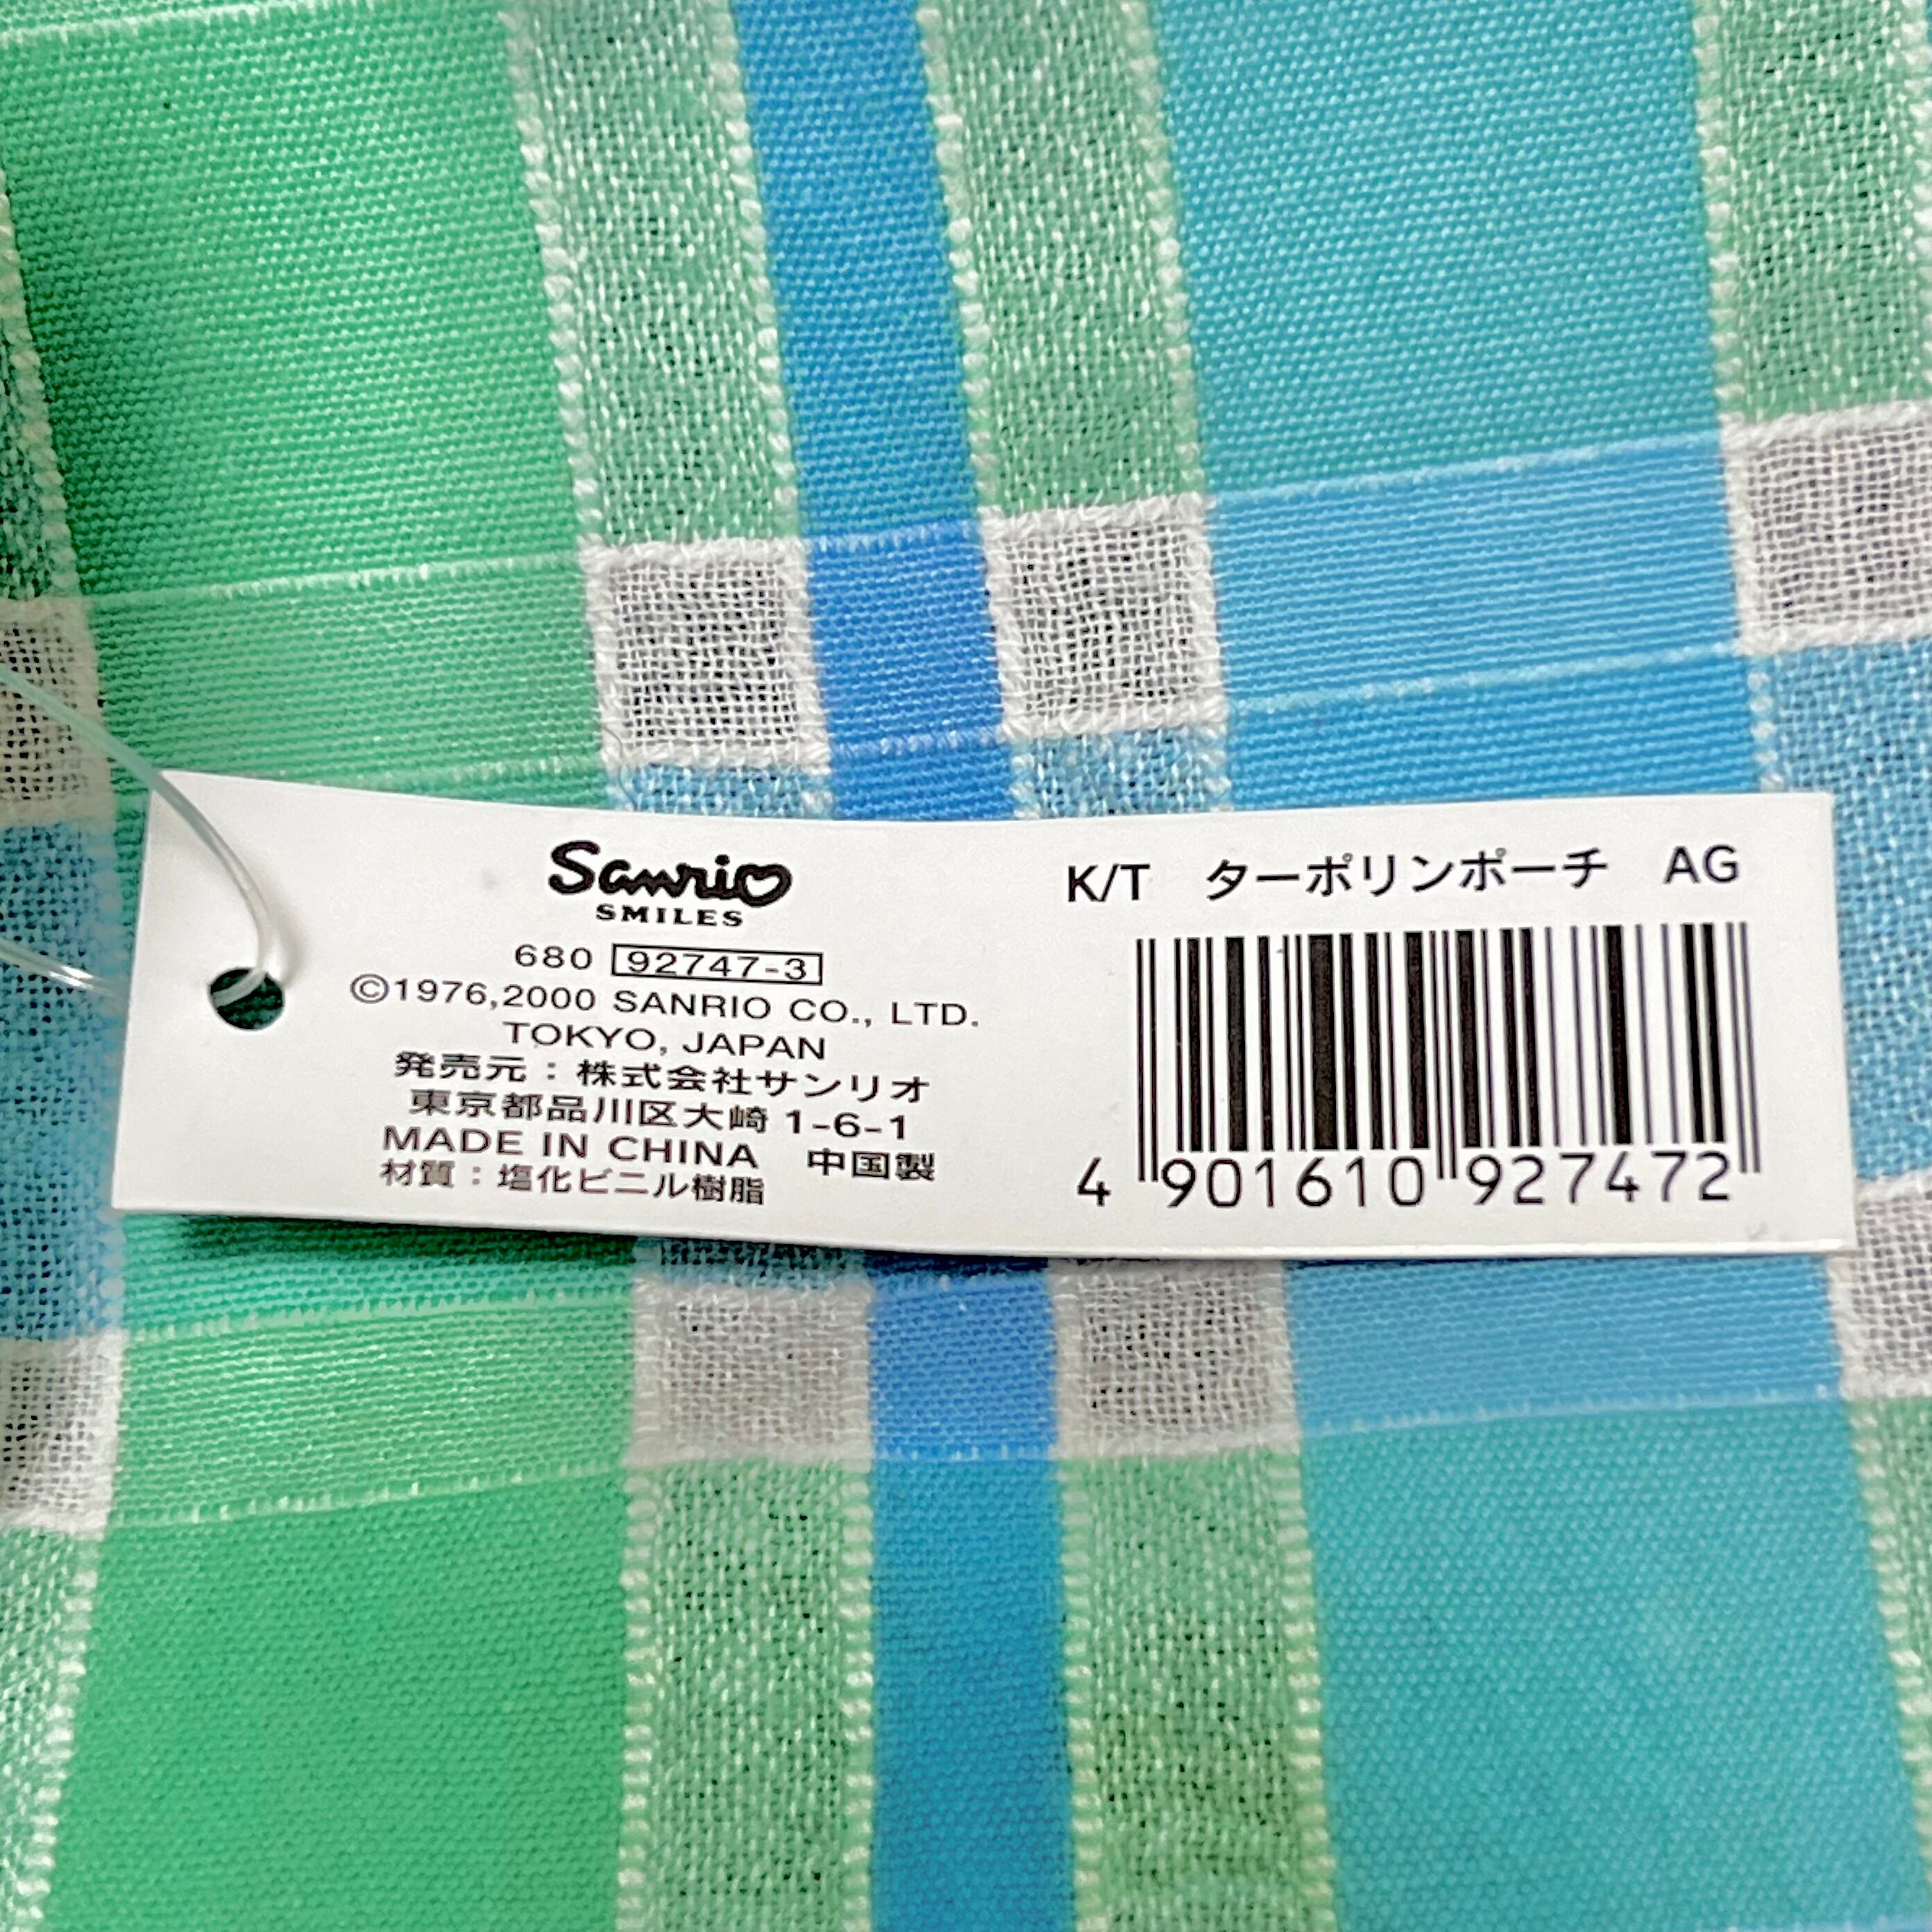 Sanrio
SMILES
680 92747-3
©1976,2000 SANRIO CO., LTD.
TOKYO, JAPAN
発売元：株式会社サンリオ
東京都品川区大崎1-6-1
MADE IN CHINA 中国製
材質：塩化ビニル樹脂
K/T ターポリンポーチ AG
4 901610 927472